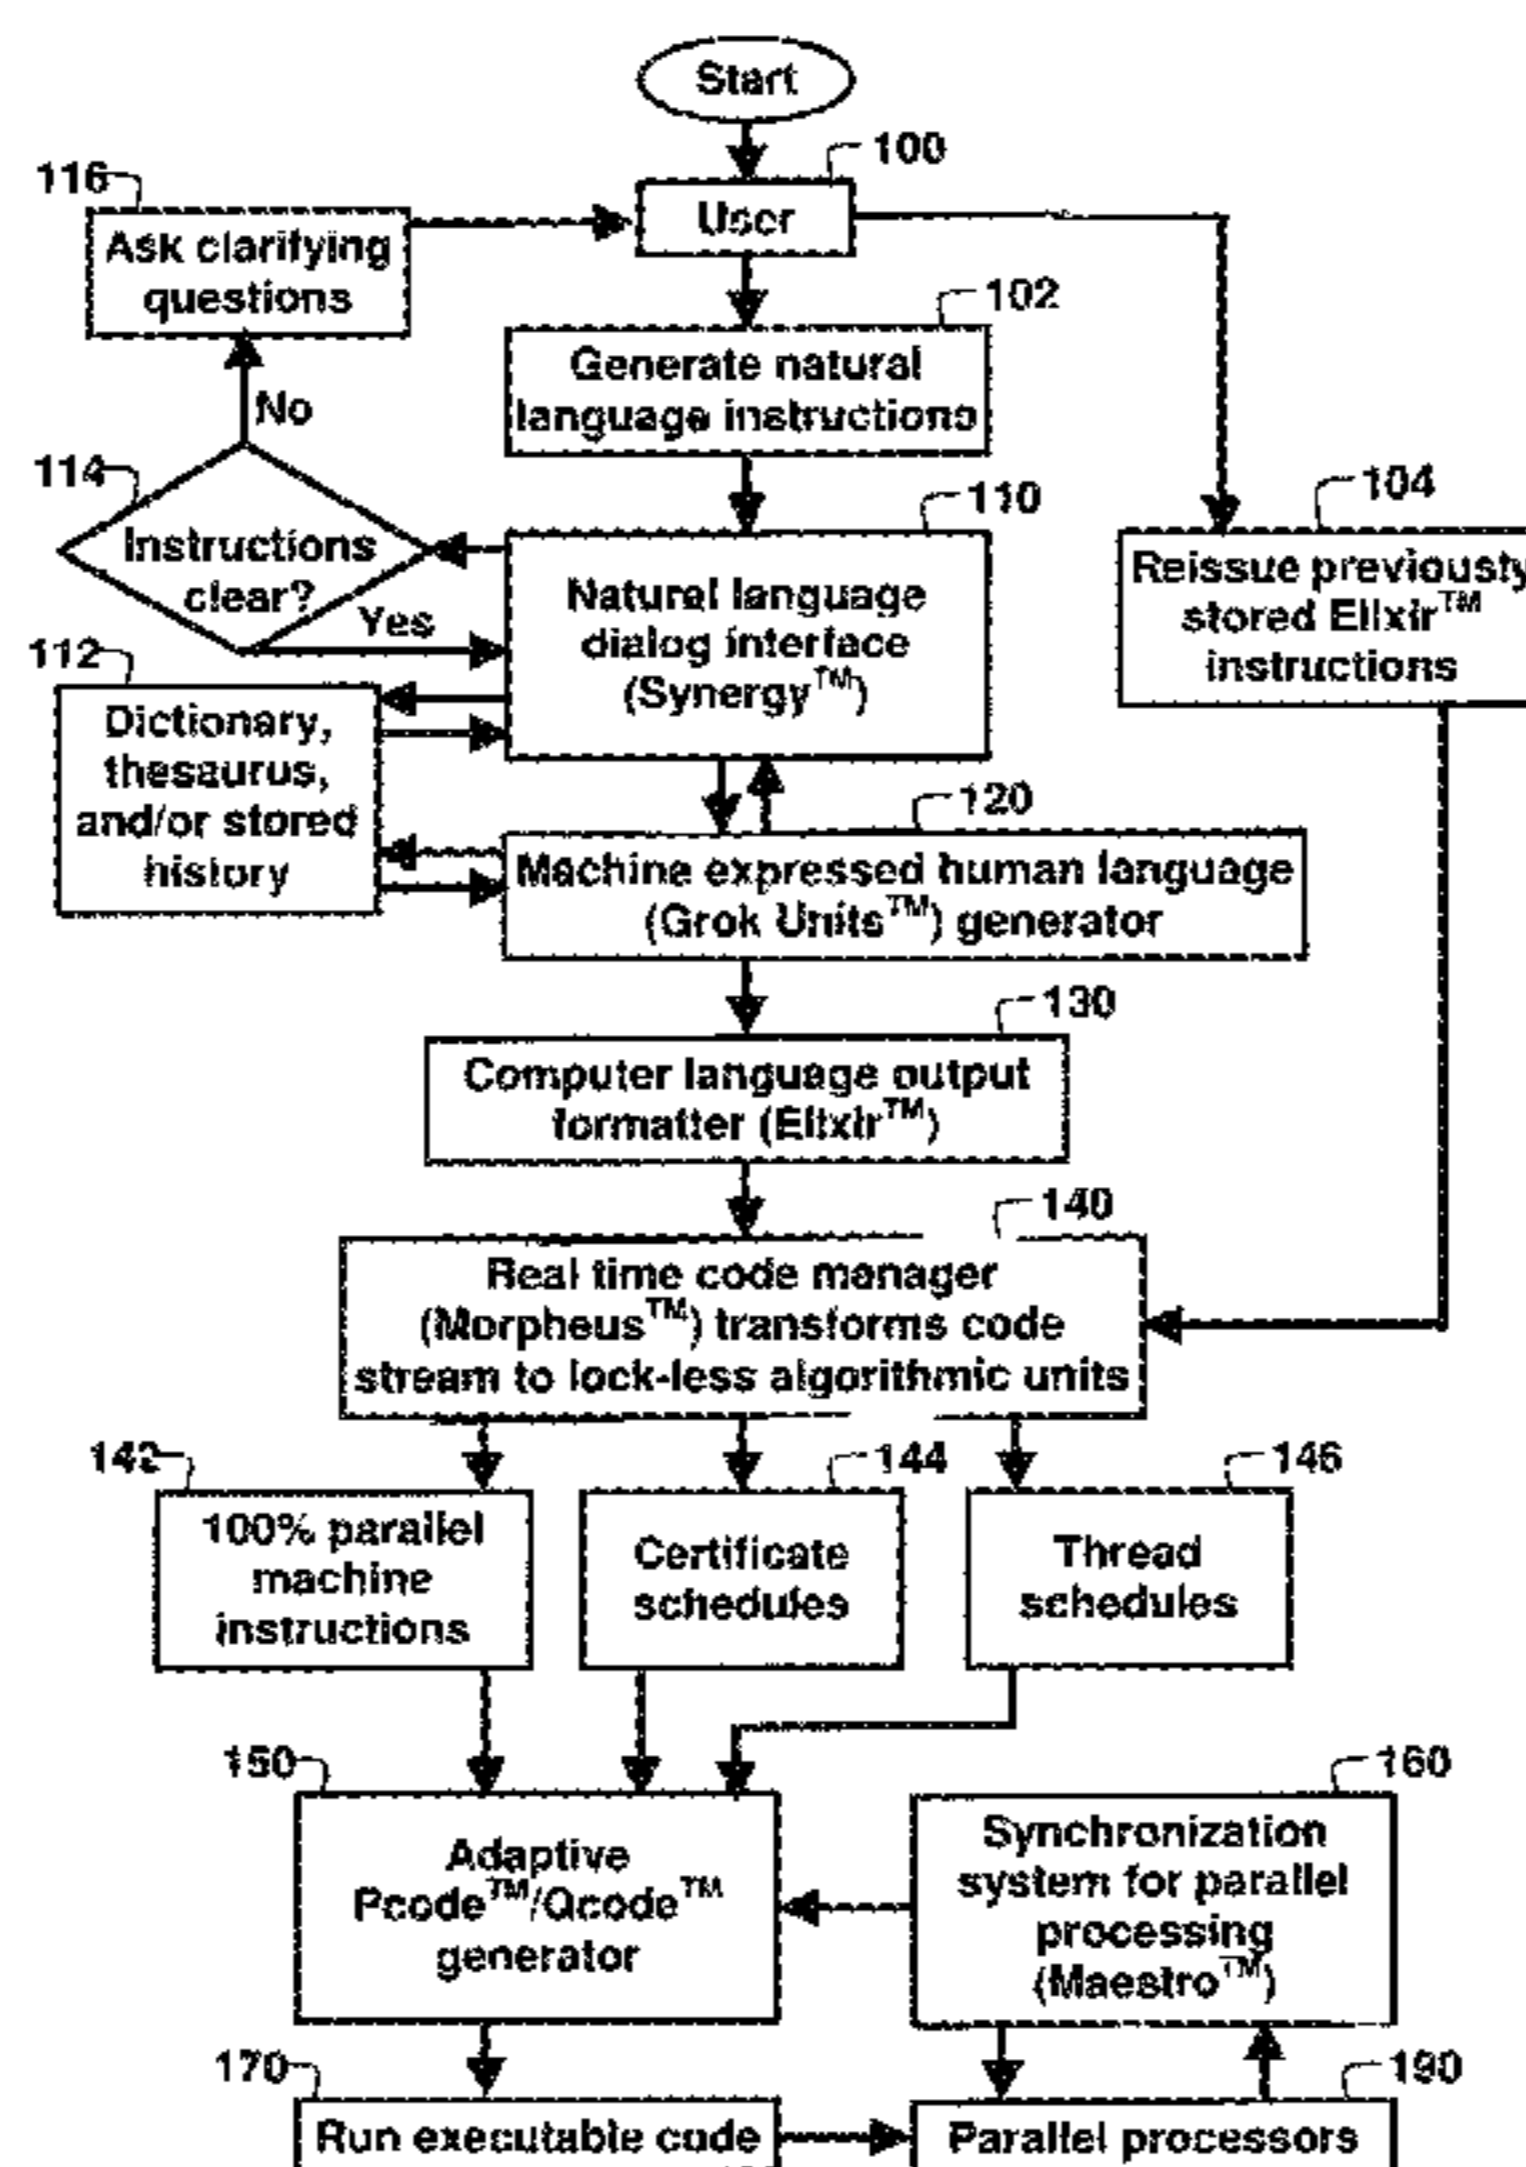 Start
100
User
116
Ask clarifying
questions
102
Generate natural
language instructions
No
114
Instructions
clear?
Yes
110
Natural language
dialog interface
(Synergy™)
104
Reissue previously
stored Elixir™
instructions
112
Dictionary,
thesaurus,
and/or stored
history
120
Machine expressed human language
(Grok Units™) generator
130
Computer language output
formatter (Elixir™)
140
Real time code manager
(Morpheus™) transforms code
stream to lock-less algorithmic units
142
100% parallel
machine
instructions
144
Certificate
schedules
146
Thread
schedules
150
Adaptive
Pcode™/Qcode™
generator
160
Synchronization
system for parallel
processing
(Maestro™)
170
Run executable code
190
Parallel processors